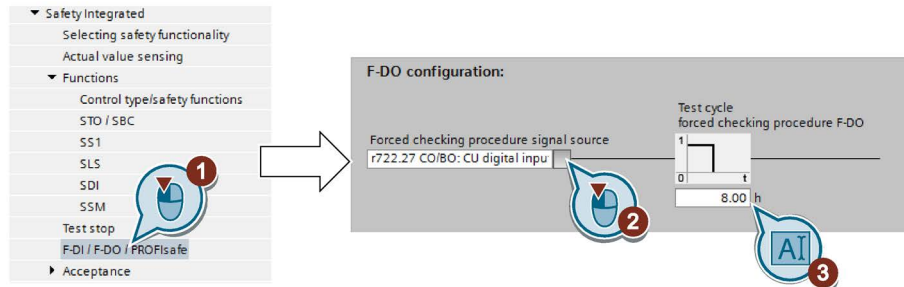 Safety Integrated
Selecting safety functionality
Actual value sensing
Functions
Control type/safety functions
STO / SBC
SS1
SLS
SDI
SSM
Test stop
F-DI / F-DO / PROFIsafe
Acceptance
1
F-DO configuration:
Test cycle
forced checking procedure F-DO
Forced checking procedure signal source
r722.27 CO/BO: CU digital inpu
1
0 t
8.00 h
2
AI
3